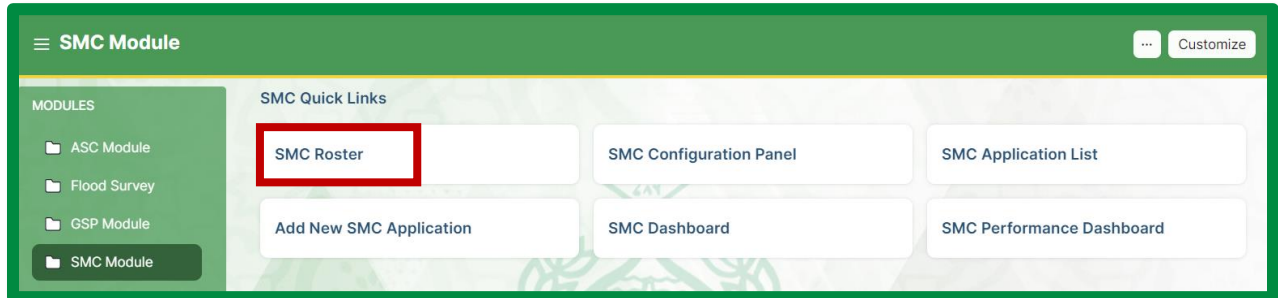 SMC Module
... Customize
MODULES
ASC Module
Flood Survey
GSP Module
SMC Module
SMC Quick Links
SMC Roster
SMC Configuration Panel
SMC Application List
Add New SMC Application
SMC Dashboard
SMC Performance Dashboard